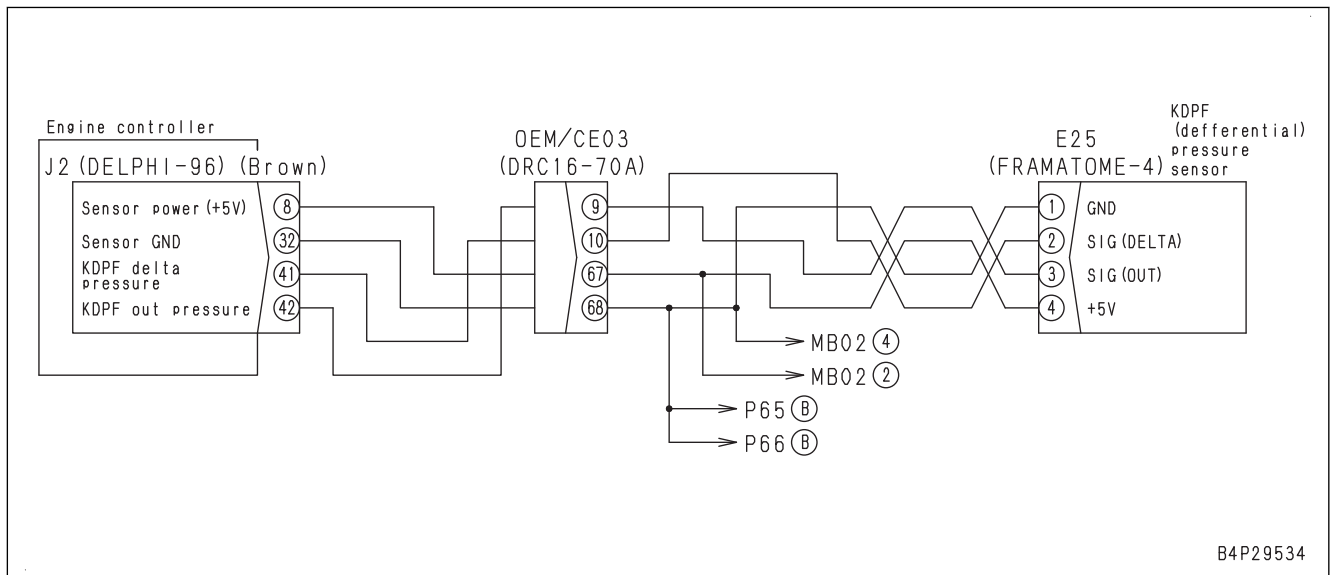 Engine controller
J2 (DELPHI-96) (Brown)
Sensor power (+5V) 8
Sensor GND 32
KDPF delta
pressure 41
KDPF out pressure 42
OEM/CE03
(DRC16-70A)
9
10
67
68
MB02 4
MB02 2
P65 B
P66 B
E25
(FRAMATOME-4)
KDPF
(defferential)
pressure
sensor
1 GND
2 SIG (DELTA)
3 SIG (OUT)
4 +5V
B4P29534